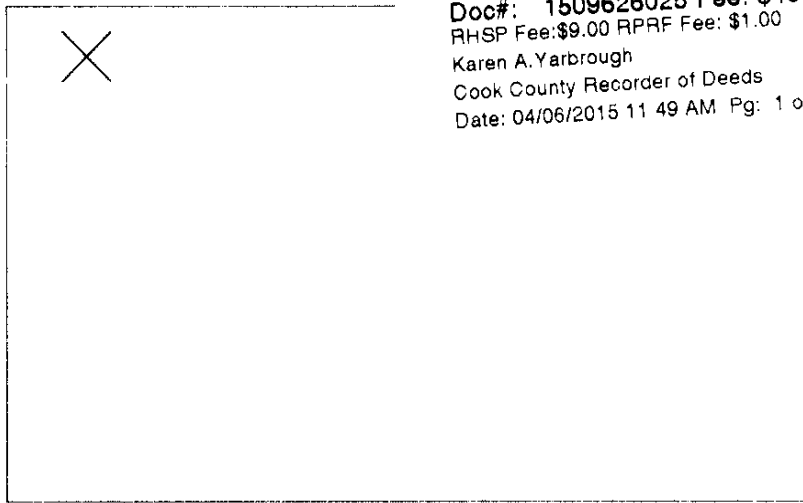 Doc#: 1509626025 Fee: $
RHSP Fee:$9.00 RPRF Fee: $1.00
Karen A.Yarbrough
Cook County Recorder of Deeds
Date: 04/06/2015 11 49 AM Pg: 1 o